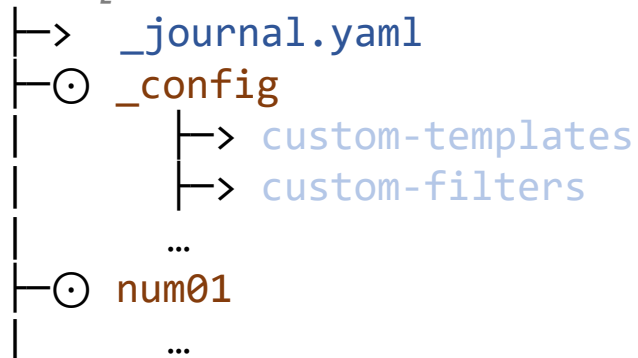 _journal.yaml
_config
custom-templates
custom-filters
…
num01
…